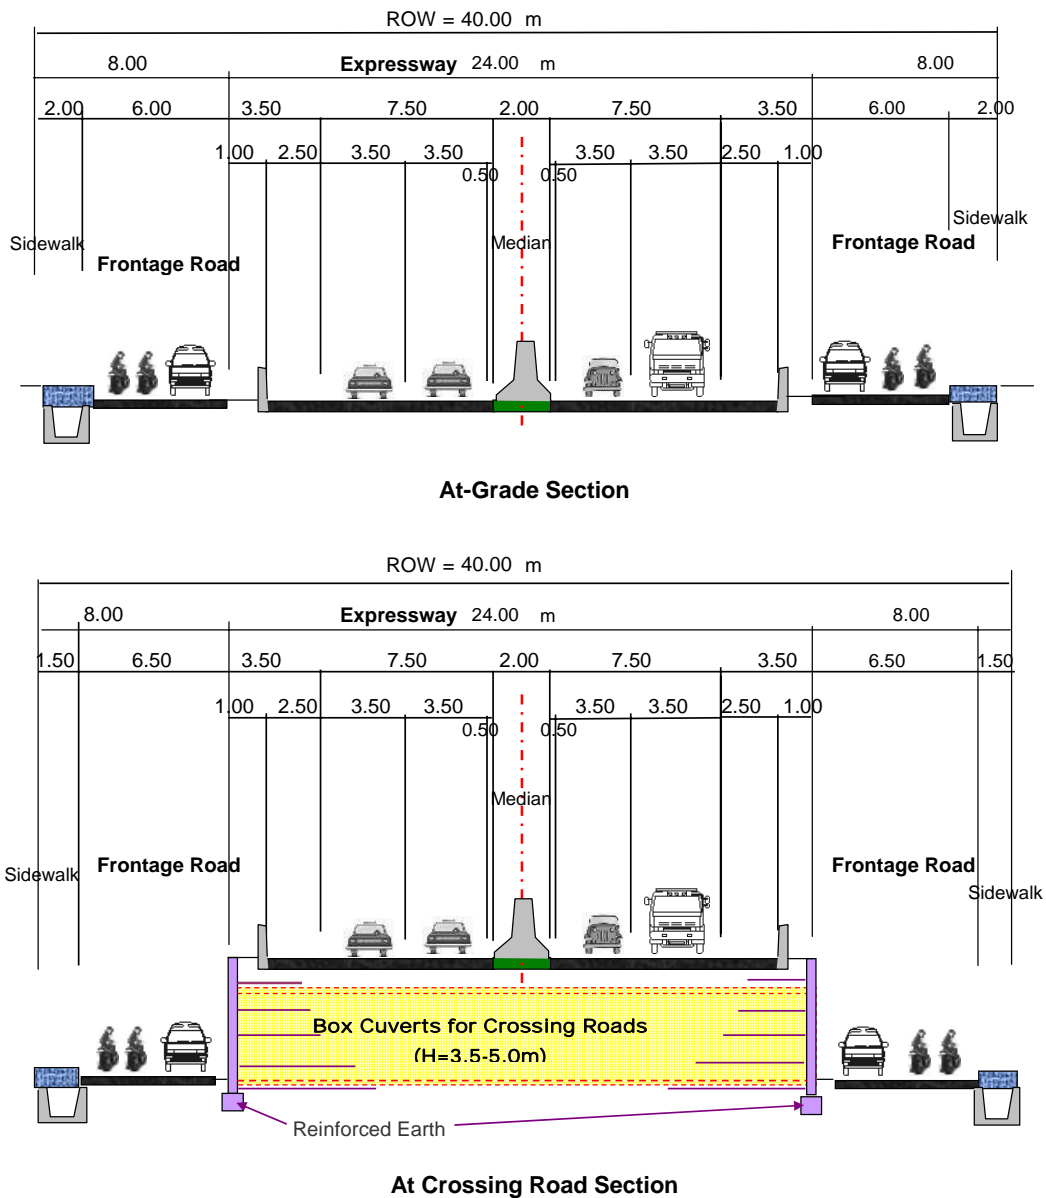 ROW = 40.00 m
8.00 Expressway 24.00 m 8.00
2.00 6.00 3.50 7.50 2.00 7.50 3.50 6.00 2.00
1.00 2.50 3.50 3.50 0.50 0.50 3.50 3.50 2.50 1.00
Sidewalk Median Frontage Road Sidewalk
Frontage Road
At-Grade Section
ROW = 40.00 m
8.00 Expressway 24.00 m 8.00
1.50 6.50 3.50 7.50 2.00 7.50 3.50 6.50 1.50
1.00 2.50 3.50 3.50 0.50 0.50 3.50 3.50 2.50 1.00
Median
Sidewalk Frontage Road Frontage Road Sidewalk
Box Cuverts for Crossing Roads
(H=3.5-5.0m)
Reinforced Earth
At Crossing Road Section